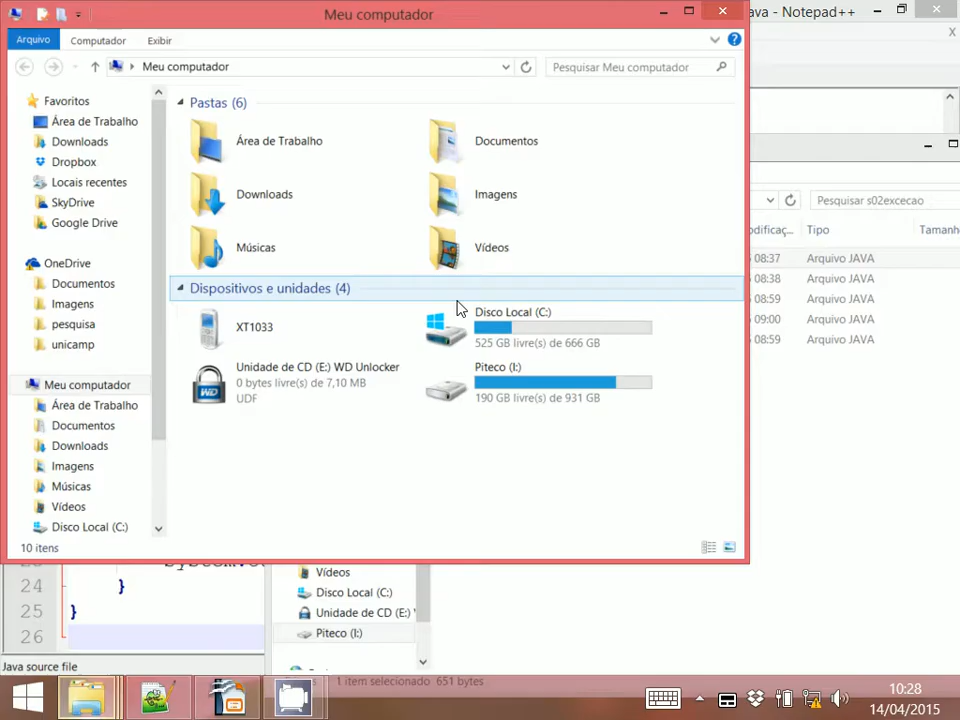 Meu computador
ava - Notepad++
Arquivo
Computador
Exibir
Meu computador
Pesquisar Meu computador
Favoritos
Área de Trabalho
Downloads
Dropbox
Locais recentes
SkyDrive
Google Drive
OneDrive
Documentos
Imagens
pesquisa
unicamp
Meu computador
Área de Trabalho
Documentos
Downloads
Imagens
Músicas
Vídeos
Disco Local (C:)
Pastas (6)
Área de Trabalho
Documentos
Downloads
Imagens
Músicas
Vídeos
Dispositivos e unidades (4)
XT1033
Disco Local (C:)
525 GB livre(s) de 666 GB
Unidade de CD (E:) WD Unlocker
0 bytes livre(s) de 7,10 MB
UDF
WD
Piteco (I:)
190 GB livre(s) de 931 GB
10 itens
Pesquisar s02excecao
odificaç...
Tipo
Tamanh
08:37 Arquivo JAVA
08:38 Arquivo JAVA
08:59 Arquivo JAVA
09:00 Arquivo JAVA
08:59 Arquivo JAVA
24 }
25 }
26
Java source file
Vídeos
Disco Local (C:)
Unidade de CD (E:) 
Piteco (I:)
1 item selecionado 651 bytes
10:28
14/04/2015